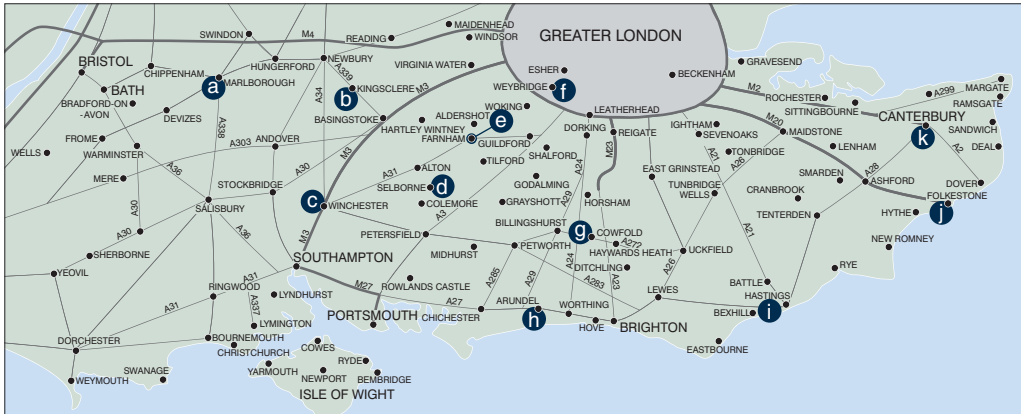 MAIDENHEAD
SWINDON
M4
READING
WINDSOR
GREATER LONDON
BRISTOL
HUNGERFORD
NEWBURY
CHIPPENHAM
a
MARLBOROUGH
A339
VIRGINIA WATER
ESHER
GRAVESEND
BATH
b
KINGSCLERE
M3
WEYBRIDGE
f
BECKENHAM
M2
ROCHESTER
A299
MARGATE
BRADFORD-ON
-AVON
A34
WOKING
RAMSGATE
DEVIZES
BASINGSTOKE
ALDERSHOT
e
LEATHERHEAD
SITTINGBOURNE
A338
HARTLEY WINTNEY
CANTERBURY
FROME
ANDOVER
FARNHAM
GUILDFORD
DORKING
REIGATE
IGHTHAM
M20
MAIDSTONE
SANDWICH
WELLS
WARMINSTER
A303
M3
SEVENOAKS
k
A2
DEAL
A36
A30
A31
ALTON
TILFORD
SHALFORD
A24
M23
A21
TONBRIDGE
LENHAM
MERE
EAST GRINSTEAD
A26
A28
STOCKBRIDGE
SELBORNE
d
GODALMING
SMARDEN
ASHFORD
DOVER
A30
c
WINCHESTER
COLEMORE
GRAYSHOTT
A29
HORSHAM
TUNBRIDGE
WELLS
CRANBROOK
FOLKESTONE
SALISBURY
A3
TENTERDEN
HYTHE
j
A30
A36
M3
PETERSFIELD
BILLINGSHURST
g
COWFOLD
A21
SHERBORNE
MIDHURST
PETWORTH
A272
HAYWARDS HEATH
UCKFIELD
NEW ROMNEY
YEOVIL
SOUTHAMPTON
A24
DITCHLING
A26
RYE
A31
M27
ROWLANDS CASTLE
A285
A29
A283
A23
BATTLE
RINGWOOD
LYNDHURST
A27
ARUNDEL
WORTHING
LEWES
HASTINGS
A31
A337
PORTSMOUTH
CHICHESTER
h
BEXHILL
i
LYMINGTON
HOVE
BRIGHTON
DORCHESTER
BOURNEMOUTH
COWES
EASTBOURNE
CHRISTCHURCH
RYDE
WEYMOUTH
SWANAGE
YARMOUTH
NEWPORT
BEMBRIDGE
ISLE OF WIGHT